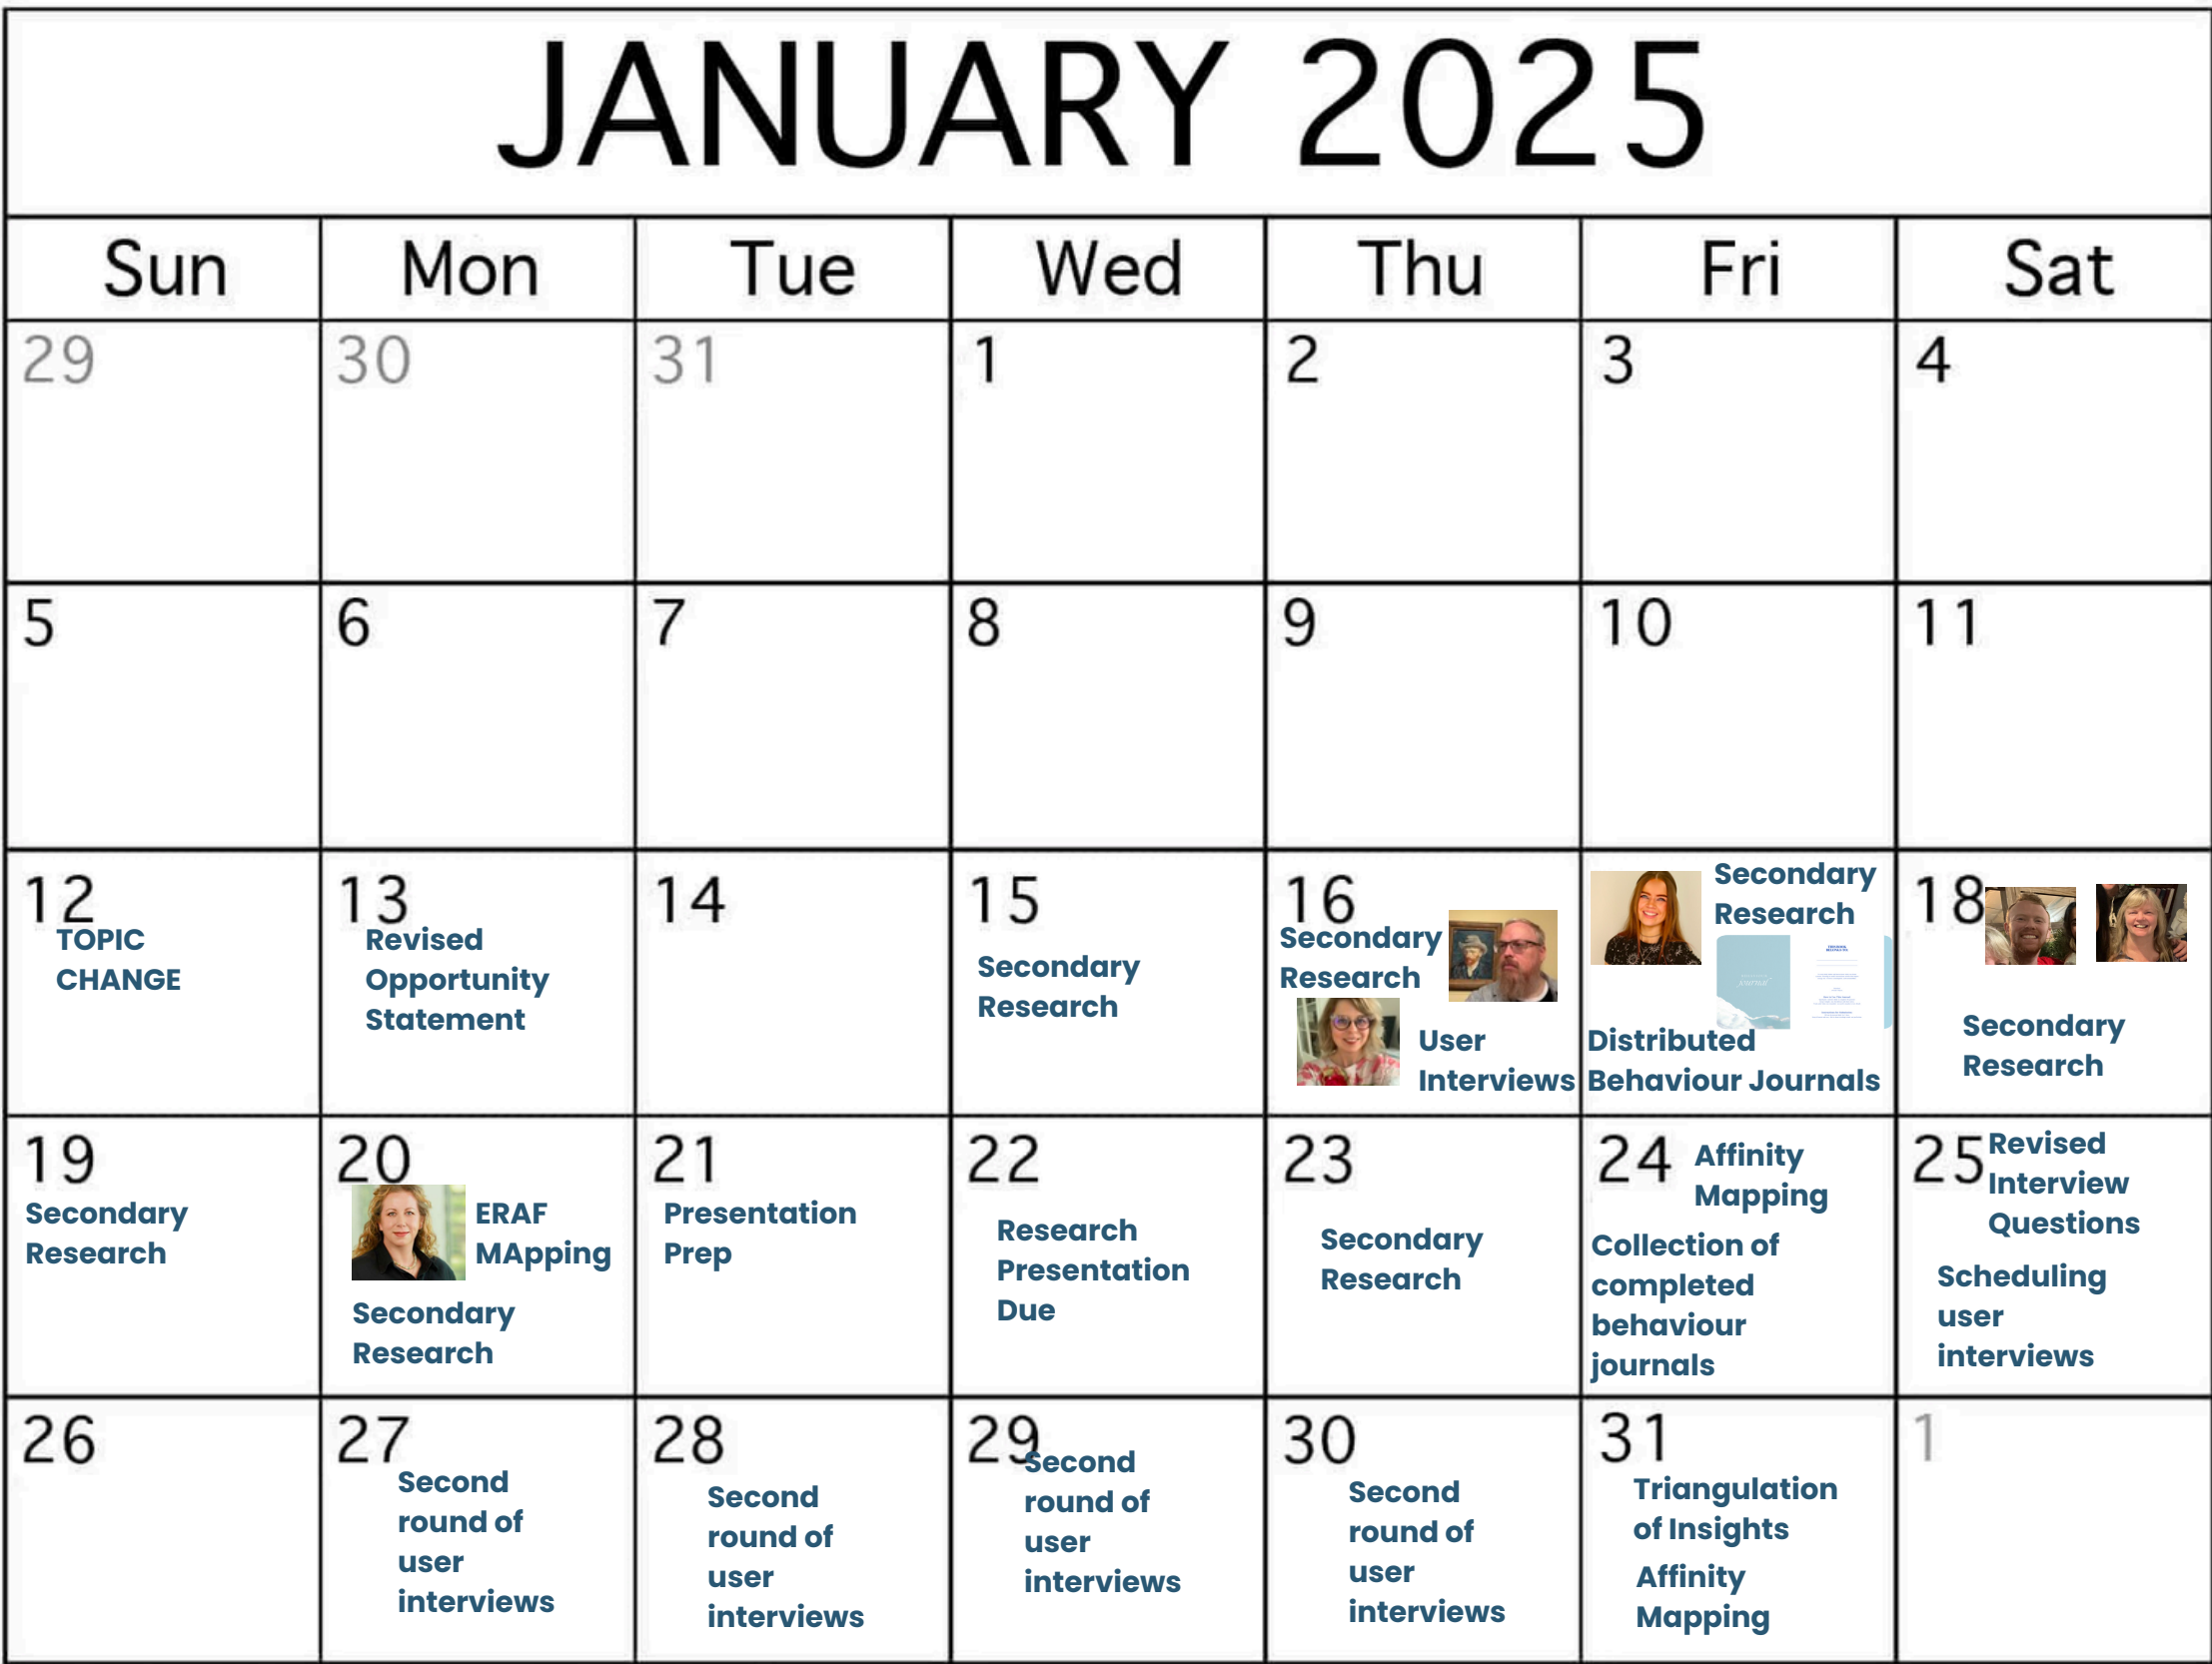 JANUARY 2025
Sun Mon Tue Wed Thu Fri Sat
29 30 31 1 2 3 4
5 6 7 8 9 10 11
12
TOPIC
CHANGE
13
Revised
Opportunity
Statement
14
15
Secondary
Research
16
Secondary
Research
User
Interviews
Secondary
Research
journal
Distributed
Behaviour Journals
18
Secondary
Research
19
Secondary
Research
20
ERAF
MApping
Secondary
Research
21
Presentation
Prep
22
Research
Presentation
Due
23
Secondary
Research
24
Affinity
Mapping
Collection of
completed
behaviour
journals
25
Revised
Interview
Questions
Scheduling
user
interviews
26
27
Second
round of
user
interviews
28
Second
round of
user
interviews
29
Second
round of
user
interviews
30
Second
round of
user
interviews
31
Triangulation
of Insights
Affinity
Mapping
1